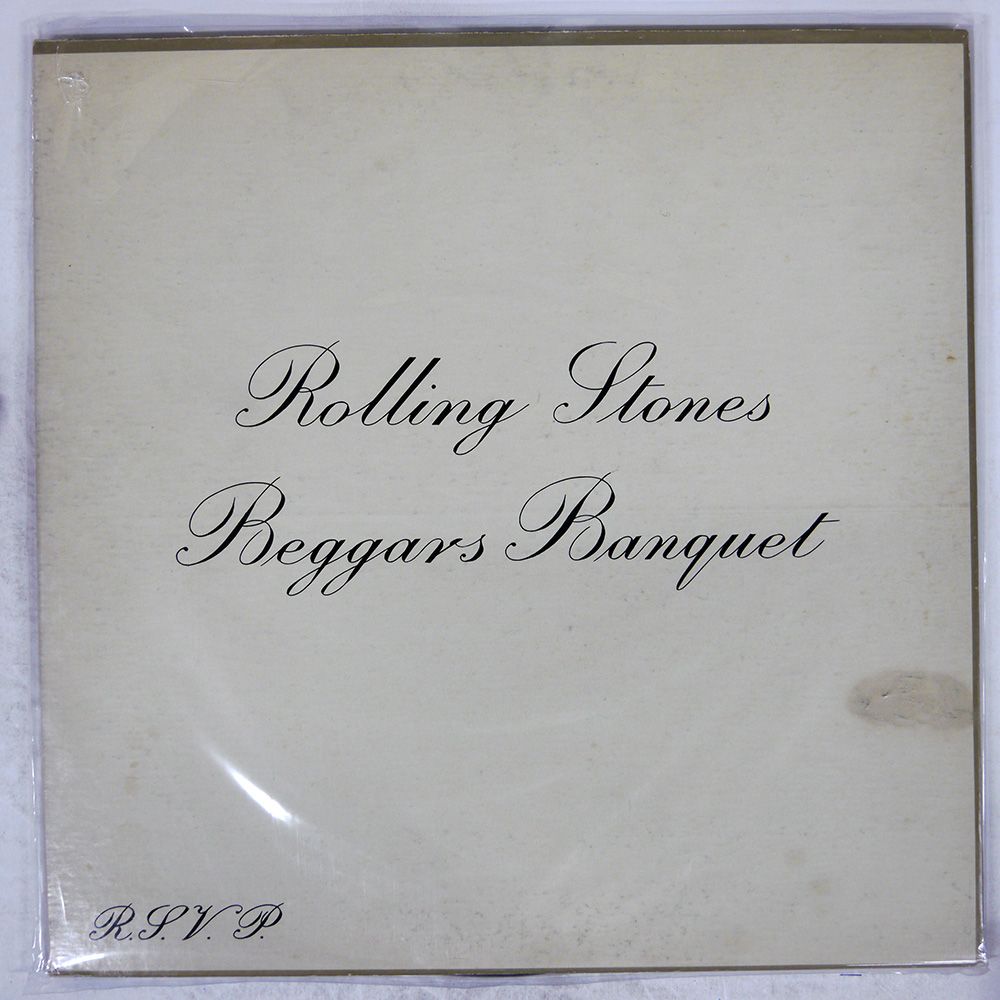 Rolling Stones
Beggars Banquet
R.S.V.P.